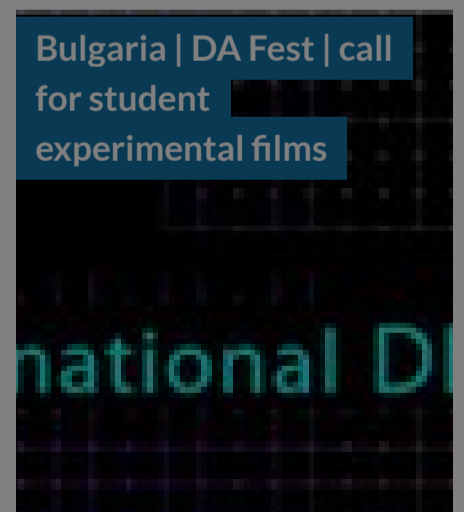 Bulgaria | DA Fest | call
for student
experimental films
national D